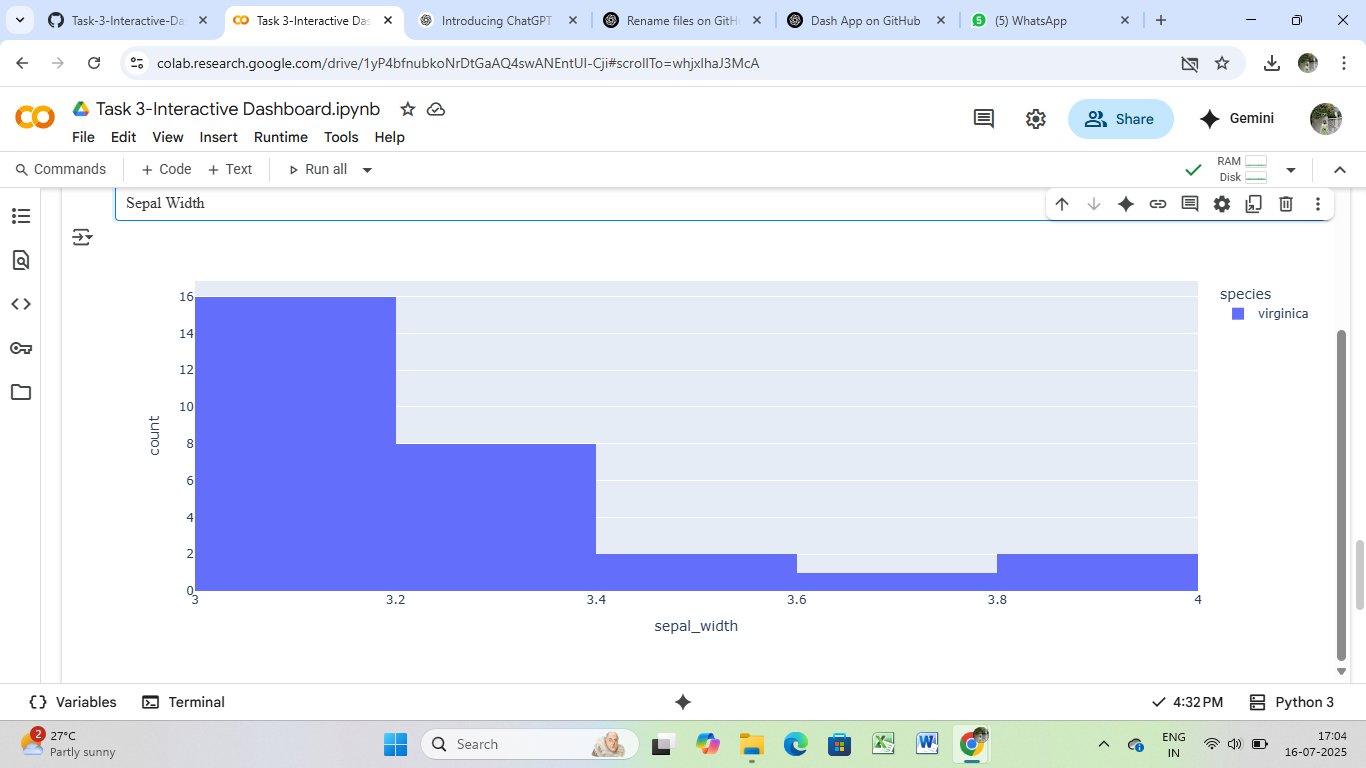 Task-3-Interactive-Da
Task 3-Interactive Das
Introducing ChatGPT
Rename files on GitH
Dash App on GitHub
5
(5) WhatsApp
colab.research.google.com/drive/1yP4bfnubkoNrDtGaAQ4swANEntUI-Cji#scrollTo=whjxIhaJ3McA
Task 3-Interactive Dashboard.ipynb
File Edit View Insert Runtime Tools Help
Share
Gemini
Commands
+ Code + Text
Run all
RAM
Disk
Sepal Width
species
virginica
16
14
12
10
8
6
4
2
0
count
3 3.2 3.4 3.6 3.8 4
sepal_width
Variables
Terminal
4:32 PM
Python 3
2
27°C
Partly sunny
Search
ENG
IN
17:04
16-07-2025